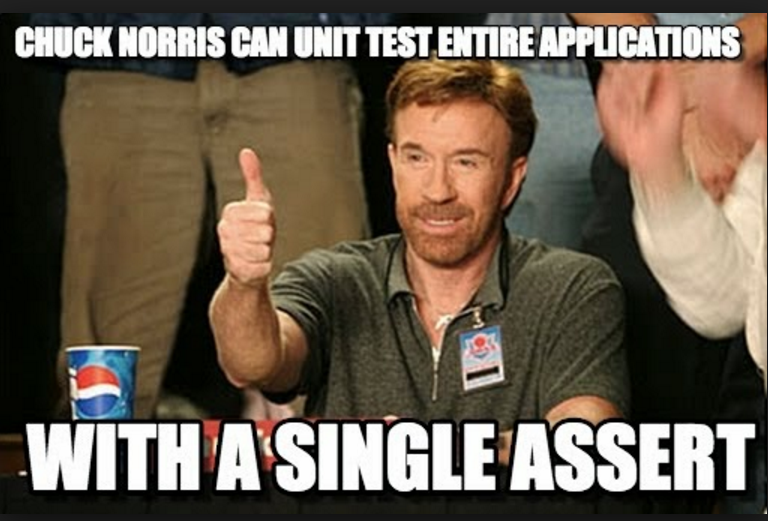 CHUCK NORRIS CAN UNIT TEST ENTIRE APPLICATIONS
WITH A SINGLE ASSERT